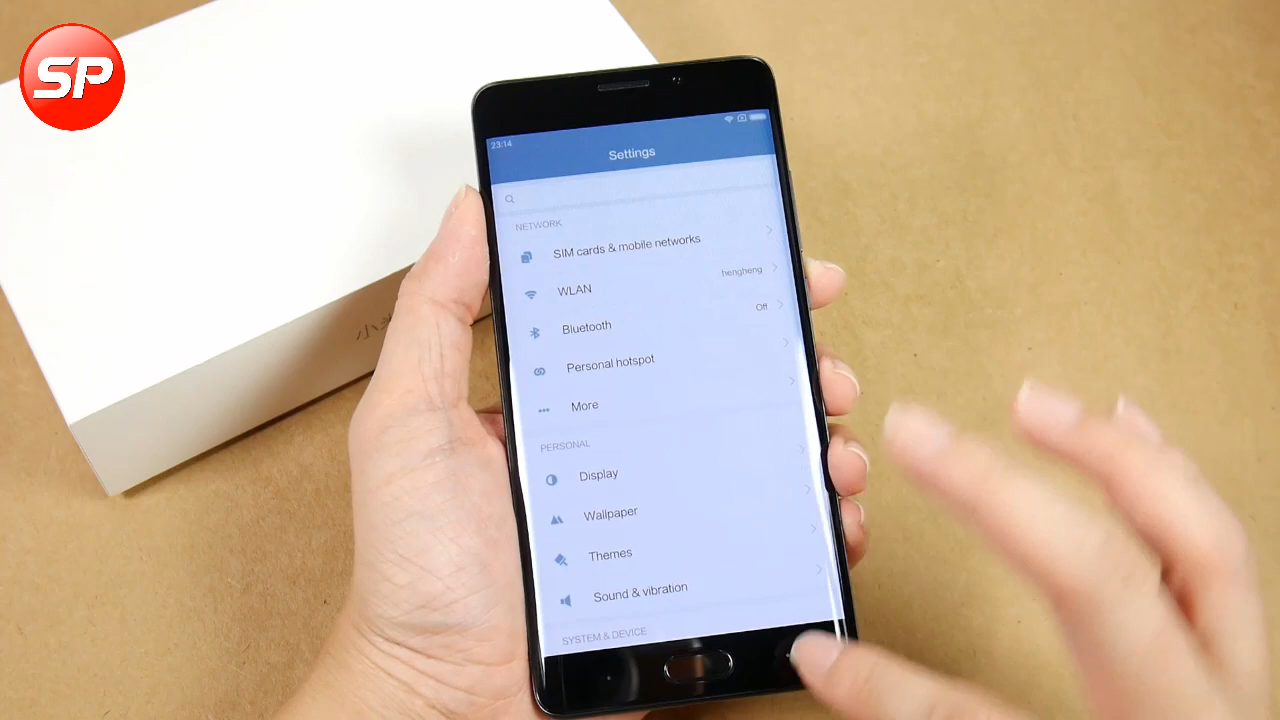 SP
23:14
Settings
NETWORK
SIM cards & mobile networks
WLAN
hengheng
Bluetooth
Off
Personal hotspot
More
PERSONAL
Display
Wallpaper
Themes
Sound & vibration
SYSTEM & DEVICE
小